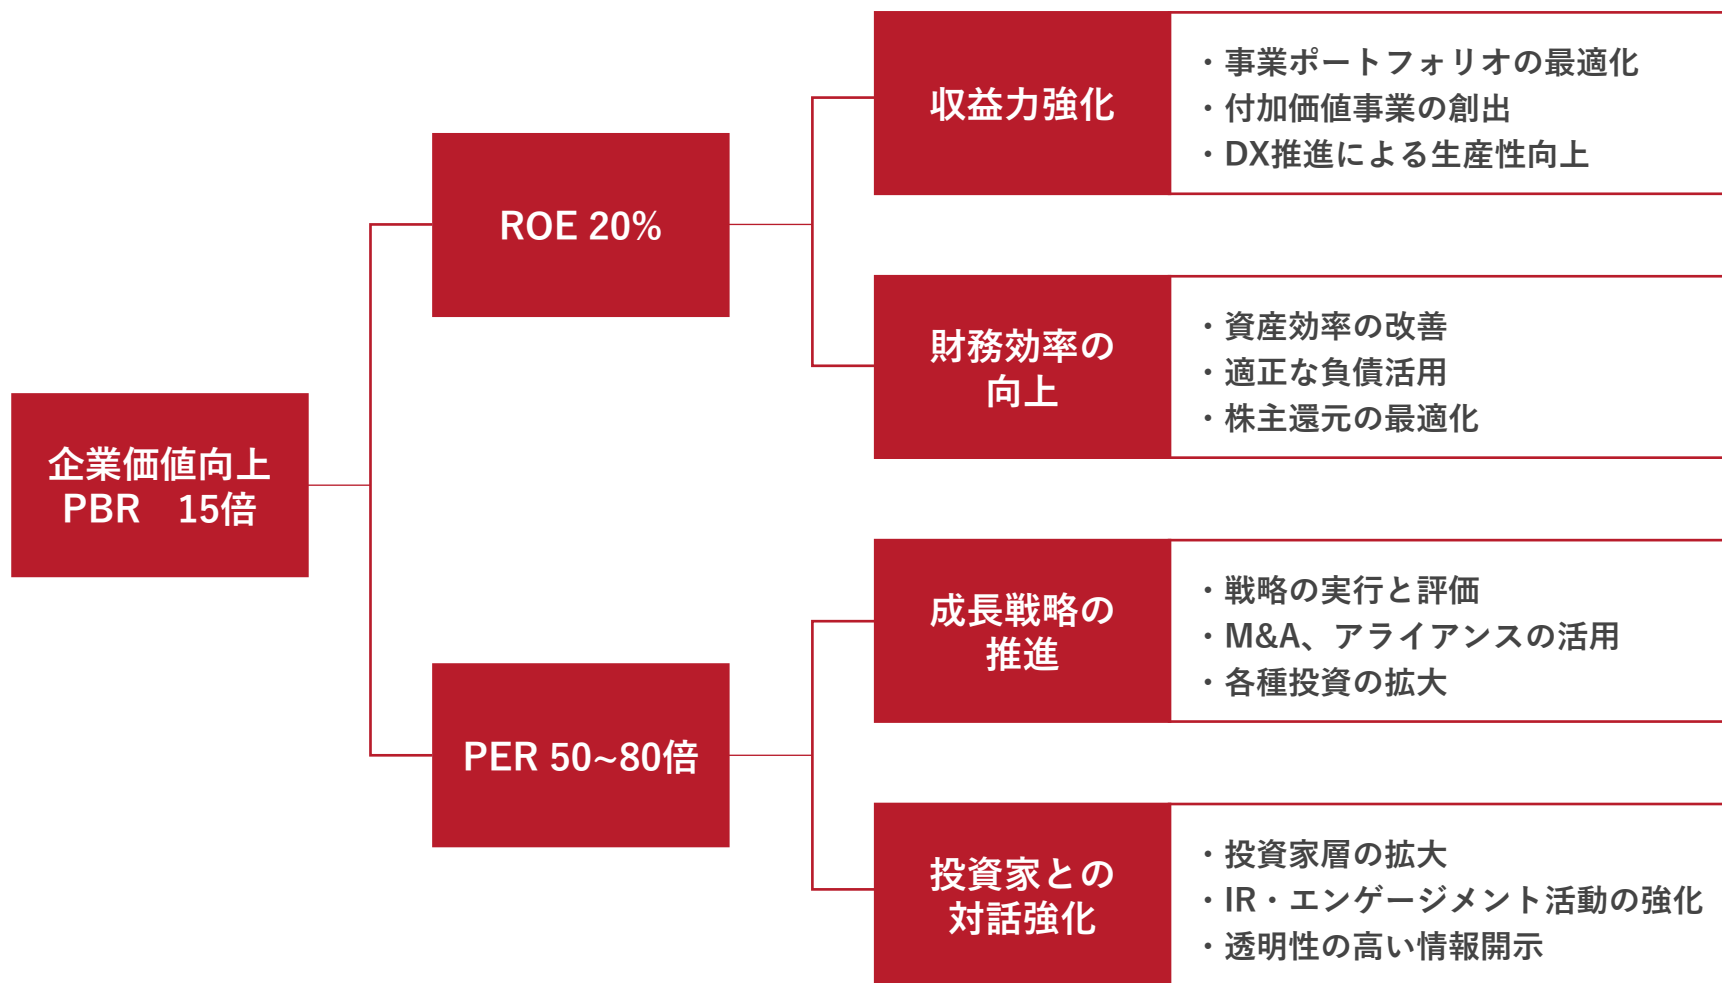 企業価値向上
PBR　15倍
ROE 20%
収益力強化
・事業ポートフォリオの最適化
・付加価値事業の創出
・DX推進による生産性向上
財務効率の
向上
・資産効率の改善
・適正な負債活用
・株主還元の最適化
PER 50~80倍
成長戦略の
推進
・戦略の実行と評価
・M&A、アライアンスの活用
・各種投資の拡大
投資家との
対話強化
・投資家層の拡大
・IR・エンゲージメント活動の強化
・透明性の高い情報開示